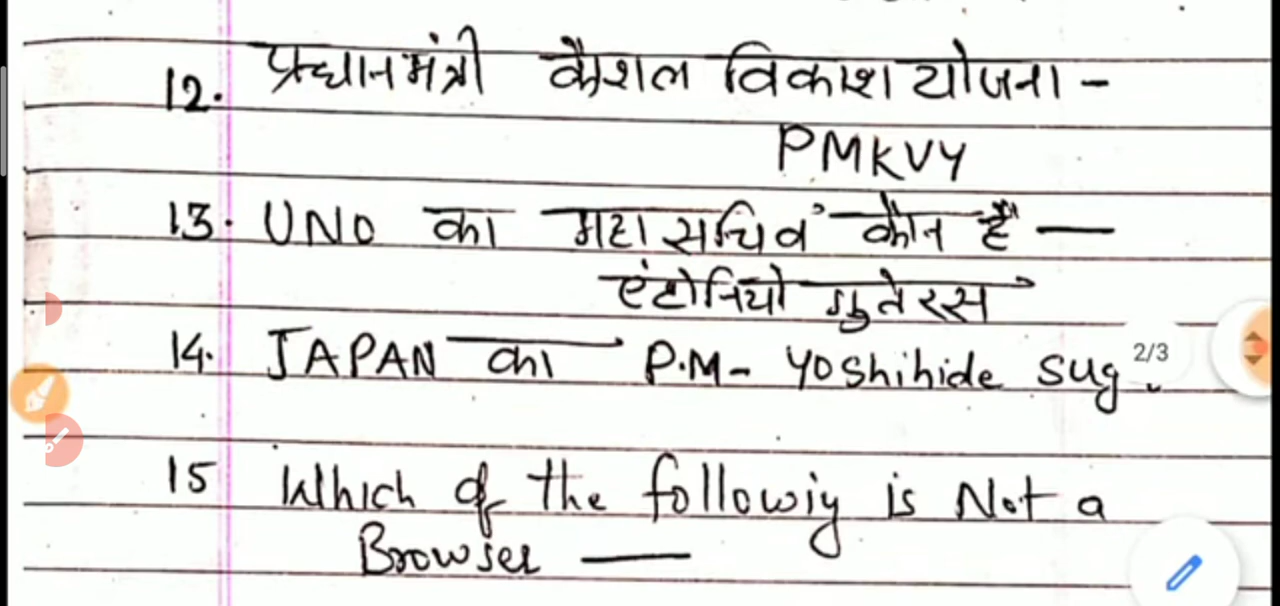 12. प्रधानमंत्री कौशल विकाश योजना -
PMKVY
13. UNO का महासचिव कौन हैं —
एंटोनियो गुतेरस
14. JAPAN का P.M- Yoshihide sug
2/3
15 Which of the followiy is Not a
Browser —